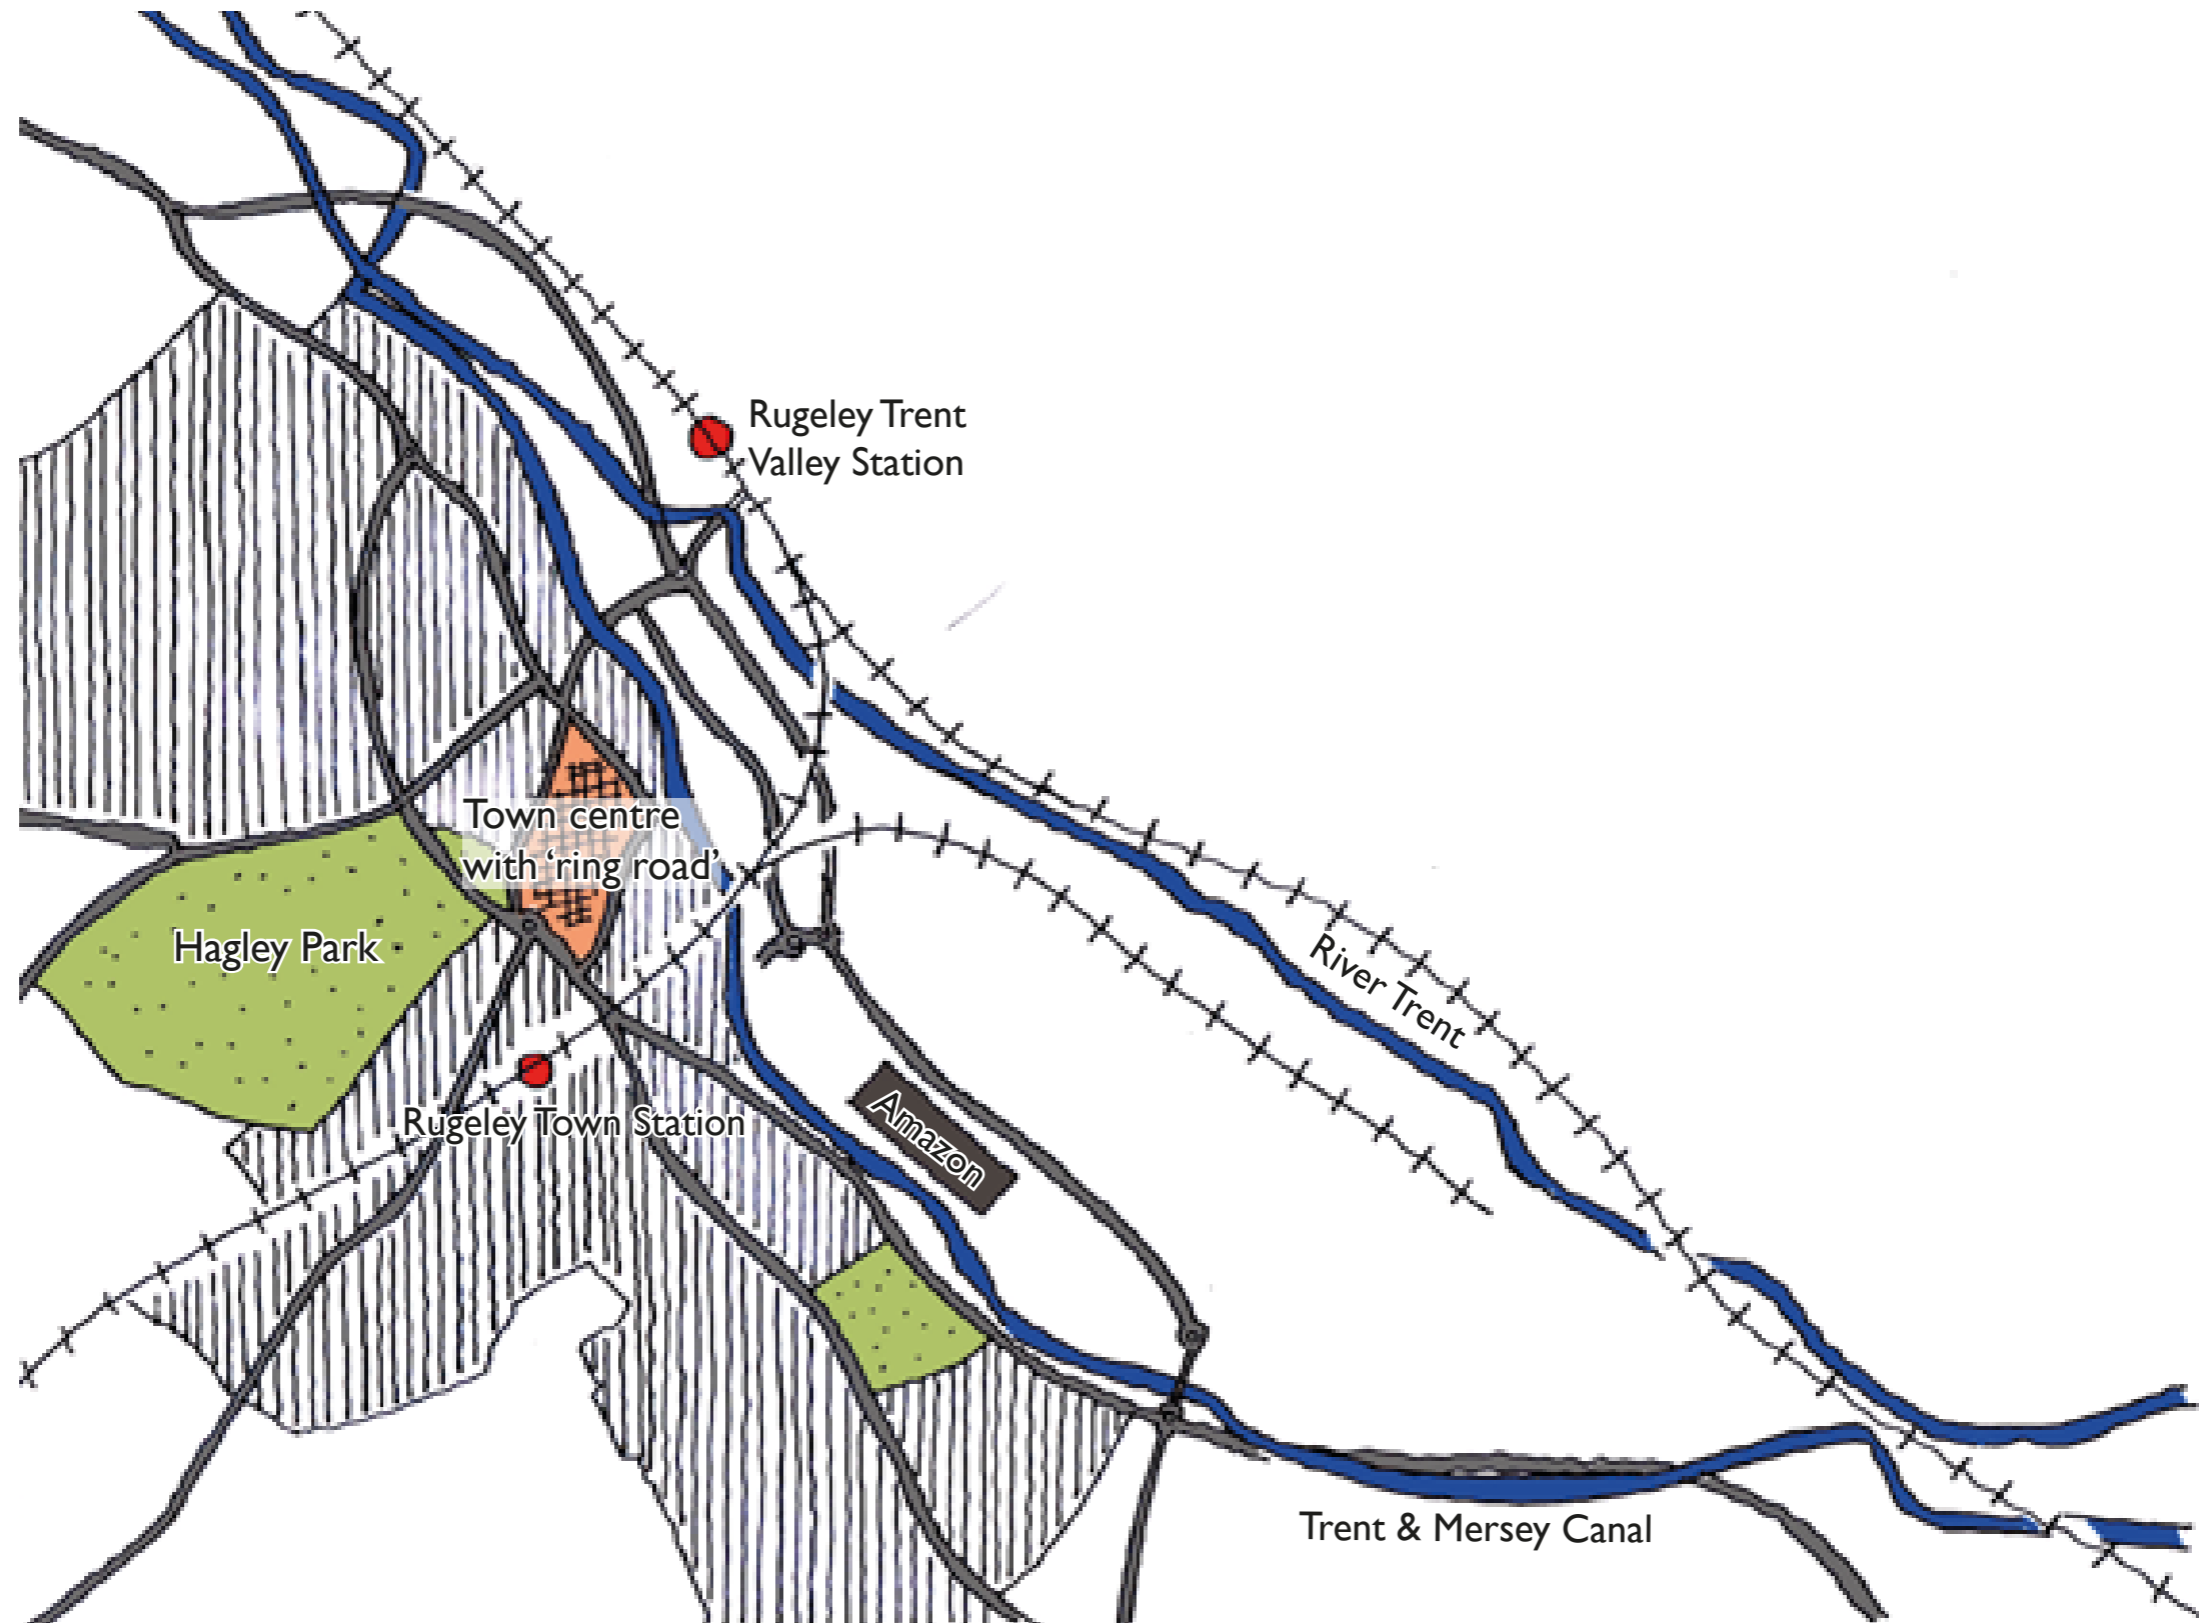 Rugeley Trent
Valley Station
Town centre
with ‘ring road’
Hagley Park
River Trent
Rugeley Town Station
Amazon
Trent & Mersey Canal